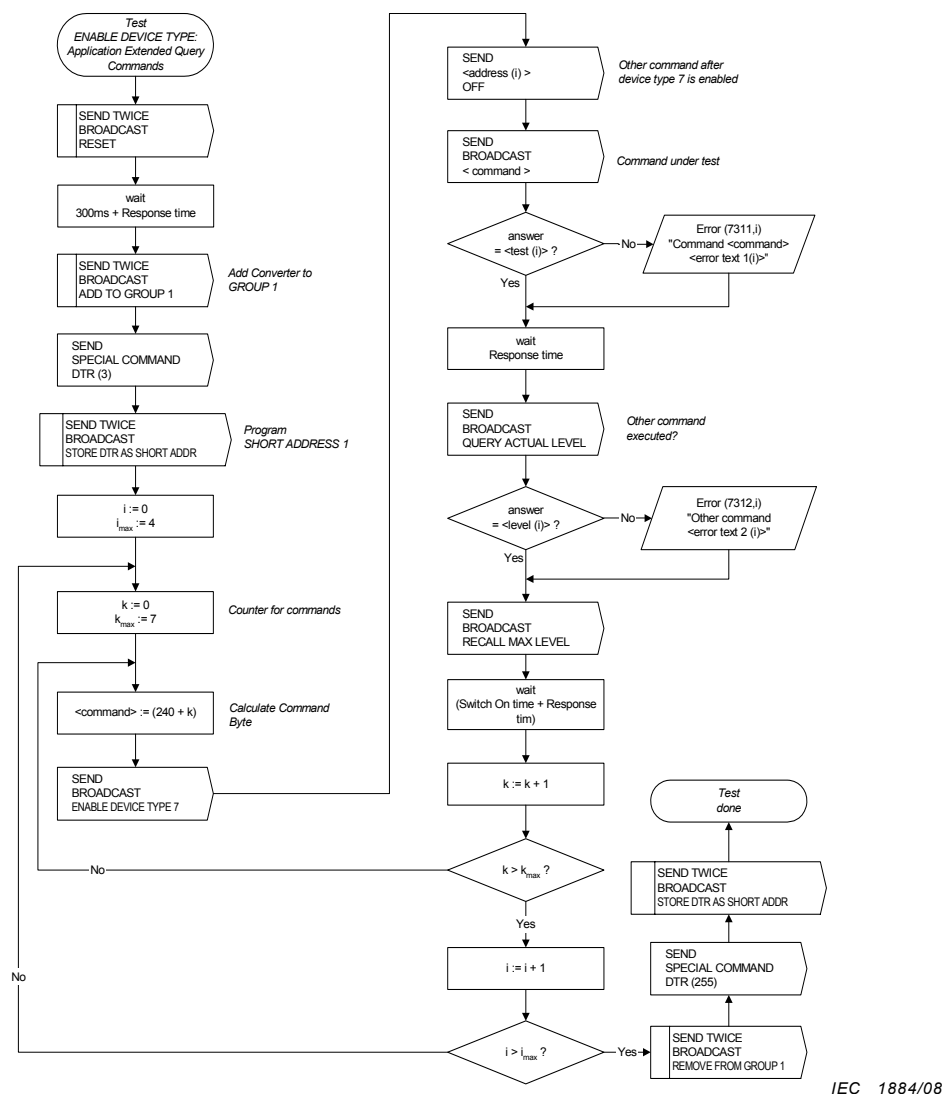 Test
ENABLE DEVICE TYPE:
Application Extended Query
Commands
SEND TWICE
BROADCAST
RESET
wait
300ms + Response time
SEND TWICE
BROADCAST
ADD TO GROUP 1
Add Converter to
GROUP 1
SEND
SPECIAL COMMAND
DTR (3)
SEND TWICE
BROADCAST
STORE DTR AS SHORT ADDR
Program
SHORT ADDRESS 1
i := 0
imax := 4
k := 0
kmax := 7
Counter for commands
<command> := (240 + k)
Calculate Command
Byte
SEND
BROADCAST
ENABLE DEVICE TYPE 7
SEND
<address (i) >
OFF
Other command after
device type 7 is enabled
SEND
BROADCAST
< command >
Command under test
answer
= <test (i)> ?
No
Error (7311,i)
"Command <command>
<error text 1(i)>"
Yes
wait
Response time
SEND
BROADCAST
QUERY ACTUAL LEVEL
Other command
executed?
answer
= <level (i)> ?
No
Error (7312,i)
"Other command
<error text 2 (i)>"
Yes
SEND
BROADCAST
RECALL MAX LEVEL
wait
(Switch On time + Response
tim)
k := k + 1
k > kmax ?
No
Yes
i := i + 1
No
i > imax ?
Yes
SEND TWICE
BROADCAST
REMOVE FROM GROUP 1
SEND
SPECIAL COMMAND
DTR (255)
SEND TWICE
BROADCAST
STORE DTR AS SHORT ADDR
Test
done
IEC 1884/08